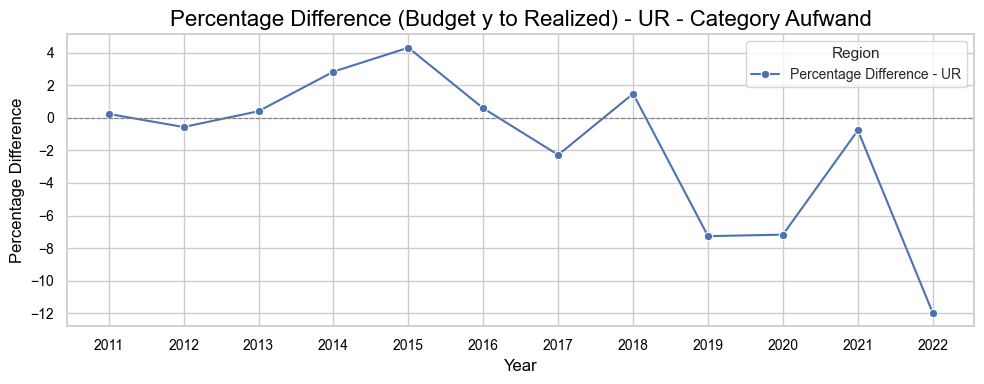 Percentage Difference (Budget y to Realized) - UR - Category Aufwand
Percentage Difference
4
2
0
−2
−4
−6
−8
−10
−12
Region
Percentage Difference - UR
2011 2012 2013 2014 2015 2016 2017 2018 2019 2020 2021 2022
Year